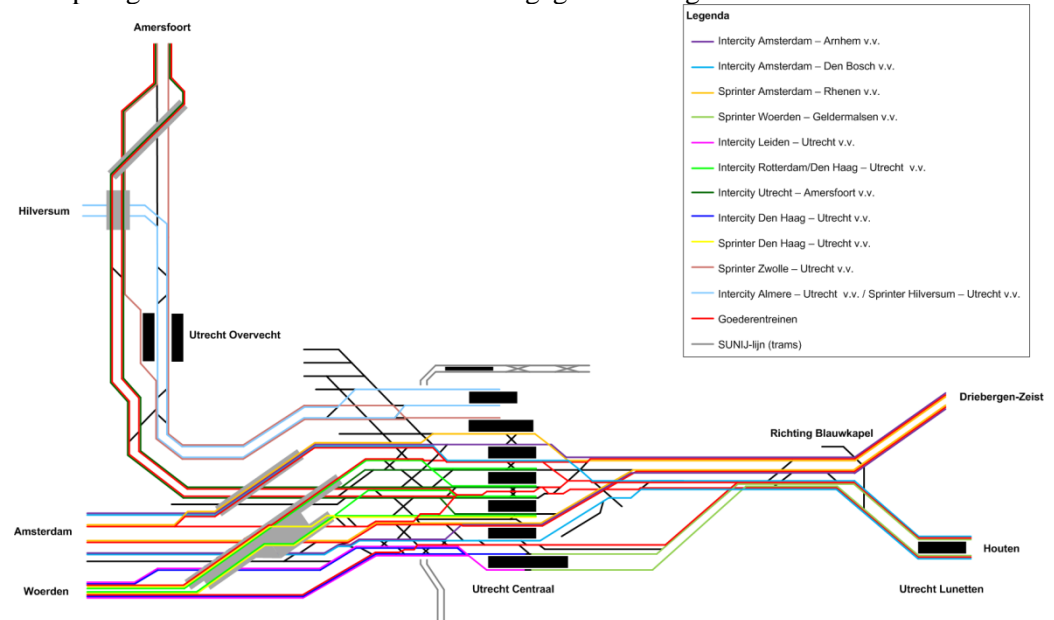 Amersfoort
Legenda
Intercity Amsterdam – Arnhem v.v.
Intercity Amsterdam – Den Bosch v.v.
Sprinter Amsterdam – Rhenen v.v.
Sprinter Woerden – Geldermalsen v.v.
Intercity Leiden – Utrecht v.v.
Intercity Rotterdam/Den Haag – Utrecht v.v.
Intercity Utrecht – Amersfoort v.v.
Intercity Den Haag – Utrecht v.v.
Sprinter Den Haag – Utrecht v.v.
Sprinter Zwolle – Utrecht v.v.
Intercity Almere – Utrecht v.v. / Sprinter Hilversum – Utrecht v.v.
Goederentreinen
SUNIJ-lijn (trams)
Hilversum
Utrecht Overvecht
Driebergen-Zeist
Richting Blauwkapel
Amsterdam
Houten
Woerden
Utrecht Centraal
Utrecht Lunetten